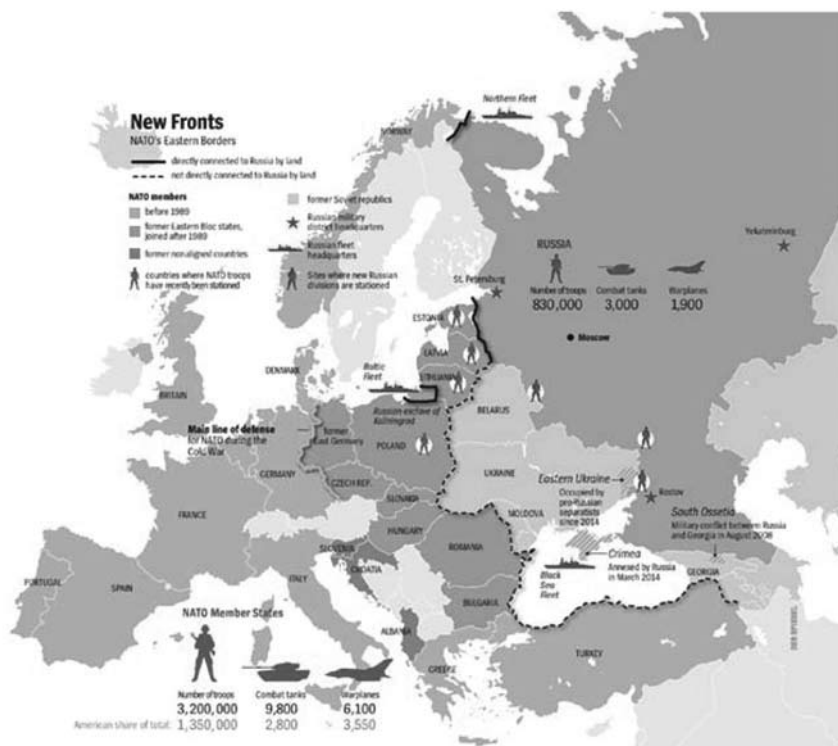 New Fronts
NATO's Eastern Borders
directly connected to Russia by land
not directly connected to Russia by land
NATO members
before 1989
former Eastern Bloc states,
joined after 1989
former nonaligned countries
countries where NATO troops
have recently been stationed
former Soviet republics
Russian military
district headquarters
Russian fleet
headquarters
Sites where new Russian
divisions are stationed
Northern Fleet
NORWAY
Yekaterinburg
RUSSIA
Number of troops
830,000
Combat tanks
3,000
Warplanes
1,900
St. Petersburg
Moscow
ESTONIA
LATVIA
LITHUANIA
Baltic
Fleet
Russian exclave of
Kaliningrad
DENMARK
BRITAIN
BELARUS
Main line of defense
for NATO during the
Cold War
former
East Germany
POLAND
GERMANY
CZECH REP.
UKRAINE
Eastern Ukraine
Occupied by
pro-Russian
separatists
since 2014
Rostov
SLOVAKIA
MOLDOVA
FRANCE
HUNGARY
ROMANIA
SLOVENIA
CROATIA
Crimea
Annexed by Russia
in March 2014
Black
Sea
Fleet
South Ossetia
Military conflict between Russia
and Georgia in August 2008
GEORGIA
PORTUGAL
SPAIN
ITALY
BULGARIA
ALBANIA
GREECE
TURKEY
DER SPIEGEL
NATO Member States
Number of troops
3,200,000
Combat tanks
9,800
Warplanes
6,100
American share of total:
1,350,000
2,800
3,550